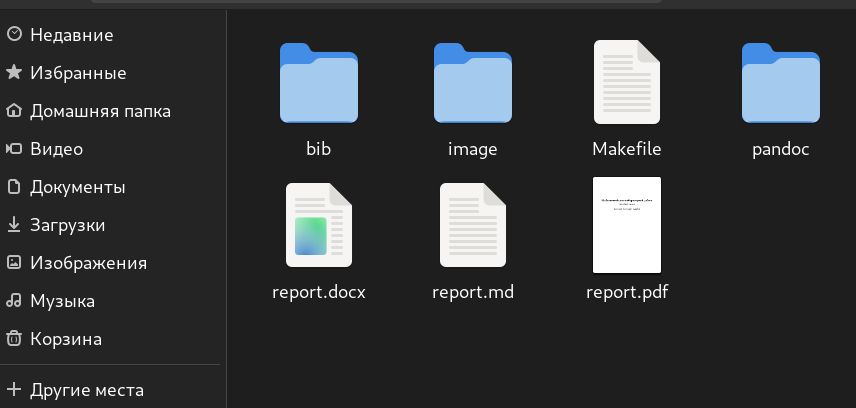 Недавние
Избранные
Домашняя папка
Видео
Документы
Загрузки
Изображения
Музыка
Корзина
Другие места
bib
image
Makefile
pandoc
report.docx
report.md
report.pdf